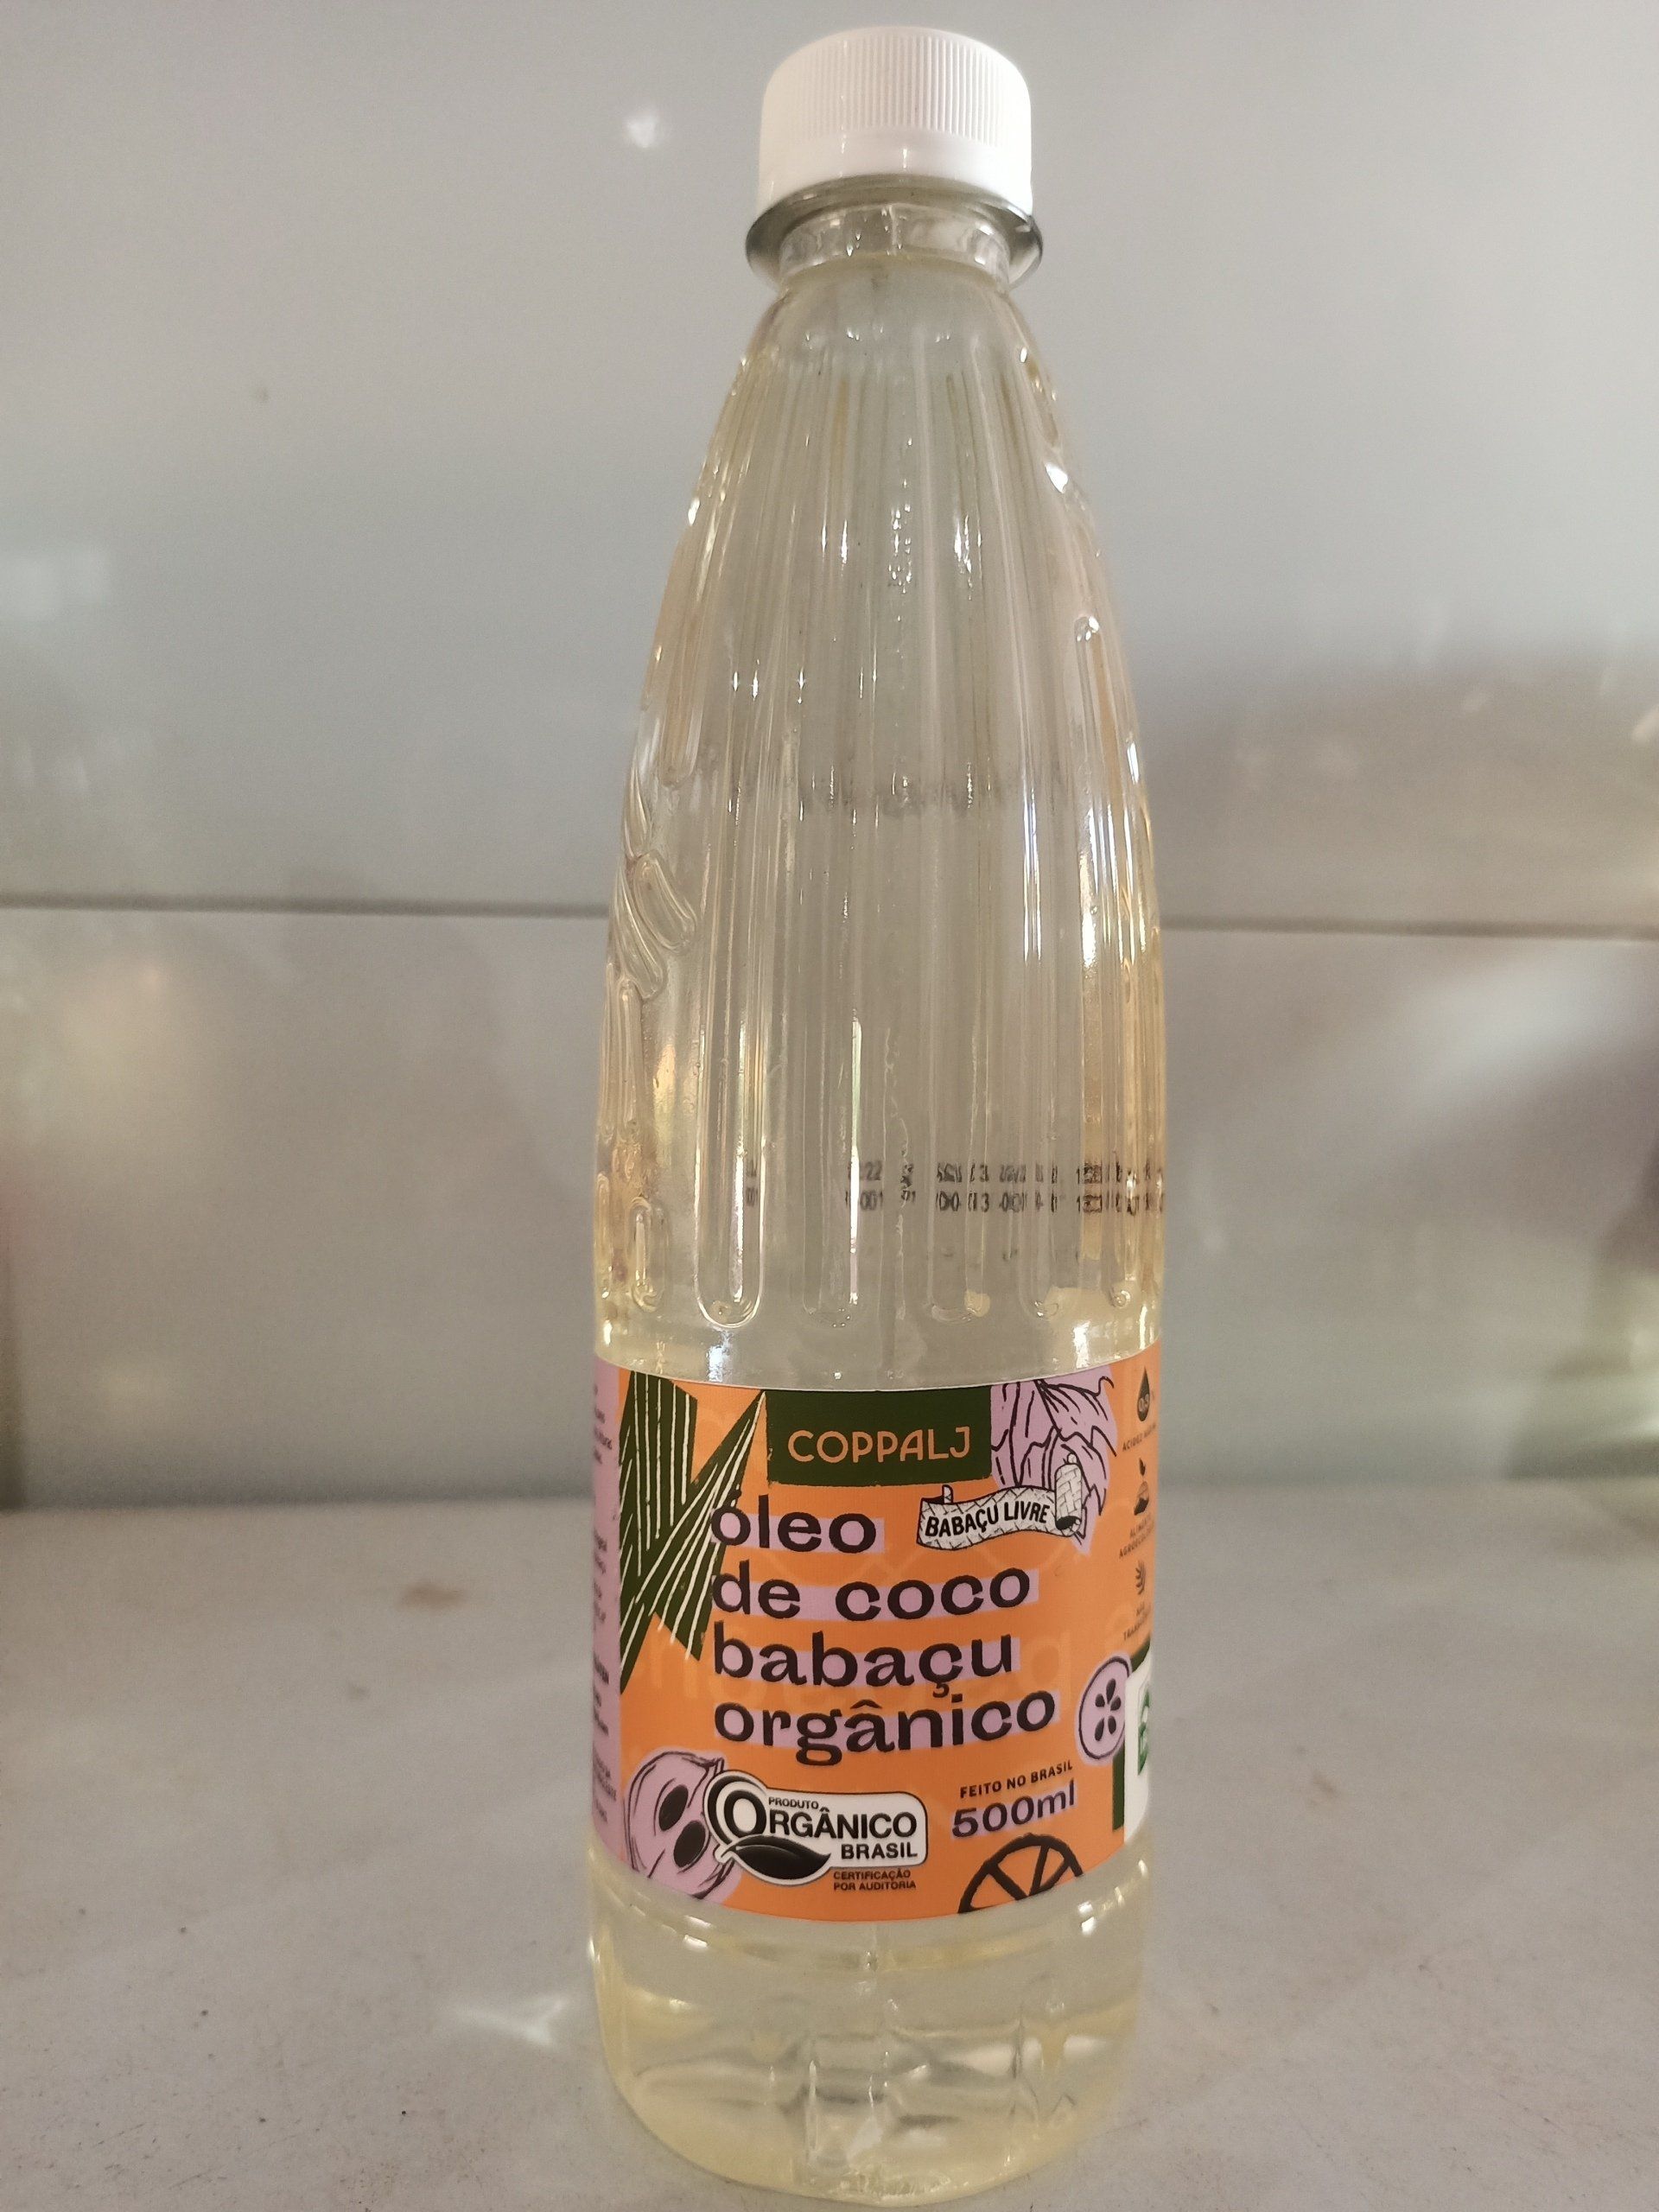 COPPALJ
BABAÇU LIVRE
óleo
de coco
babaçu
orgânico
FEITO NO BRASIL
500ml
PRODUTO
ORGÂNICO
BRASIL
CERTIFICAÇÃO
POR AUDITORIA